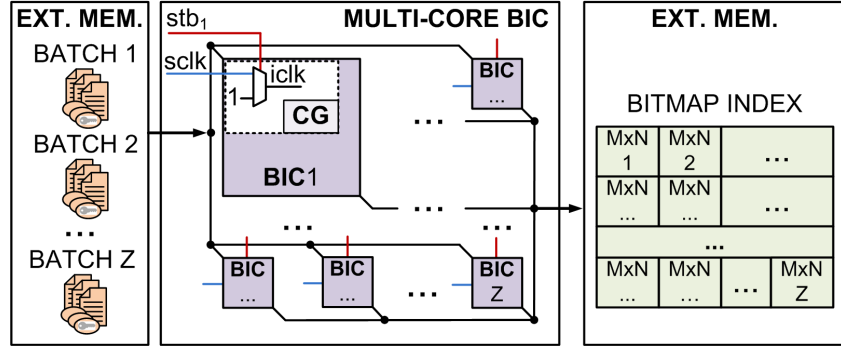 EXT. MEM.
BATCH 1
BATCH 2
...
BATCH Z
MULTI-CORE BIC
stb1
sclk
iclk
1
CG
BIC1
BIC
...
...
...
...
...
BIC
...
BIC
...
...
BIC
Z
EXT. MEM.
BITMAP INDEX
MxN
1
MxN
2
...
MxN
...
MxN
...
...
...
MxN
...
MxN
...
...
MxN
Z